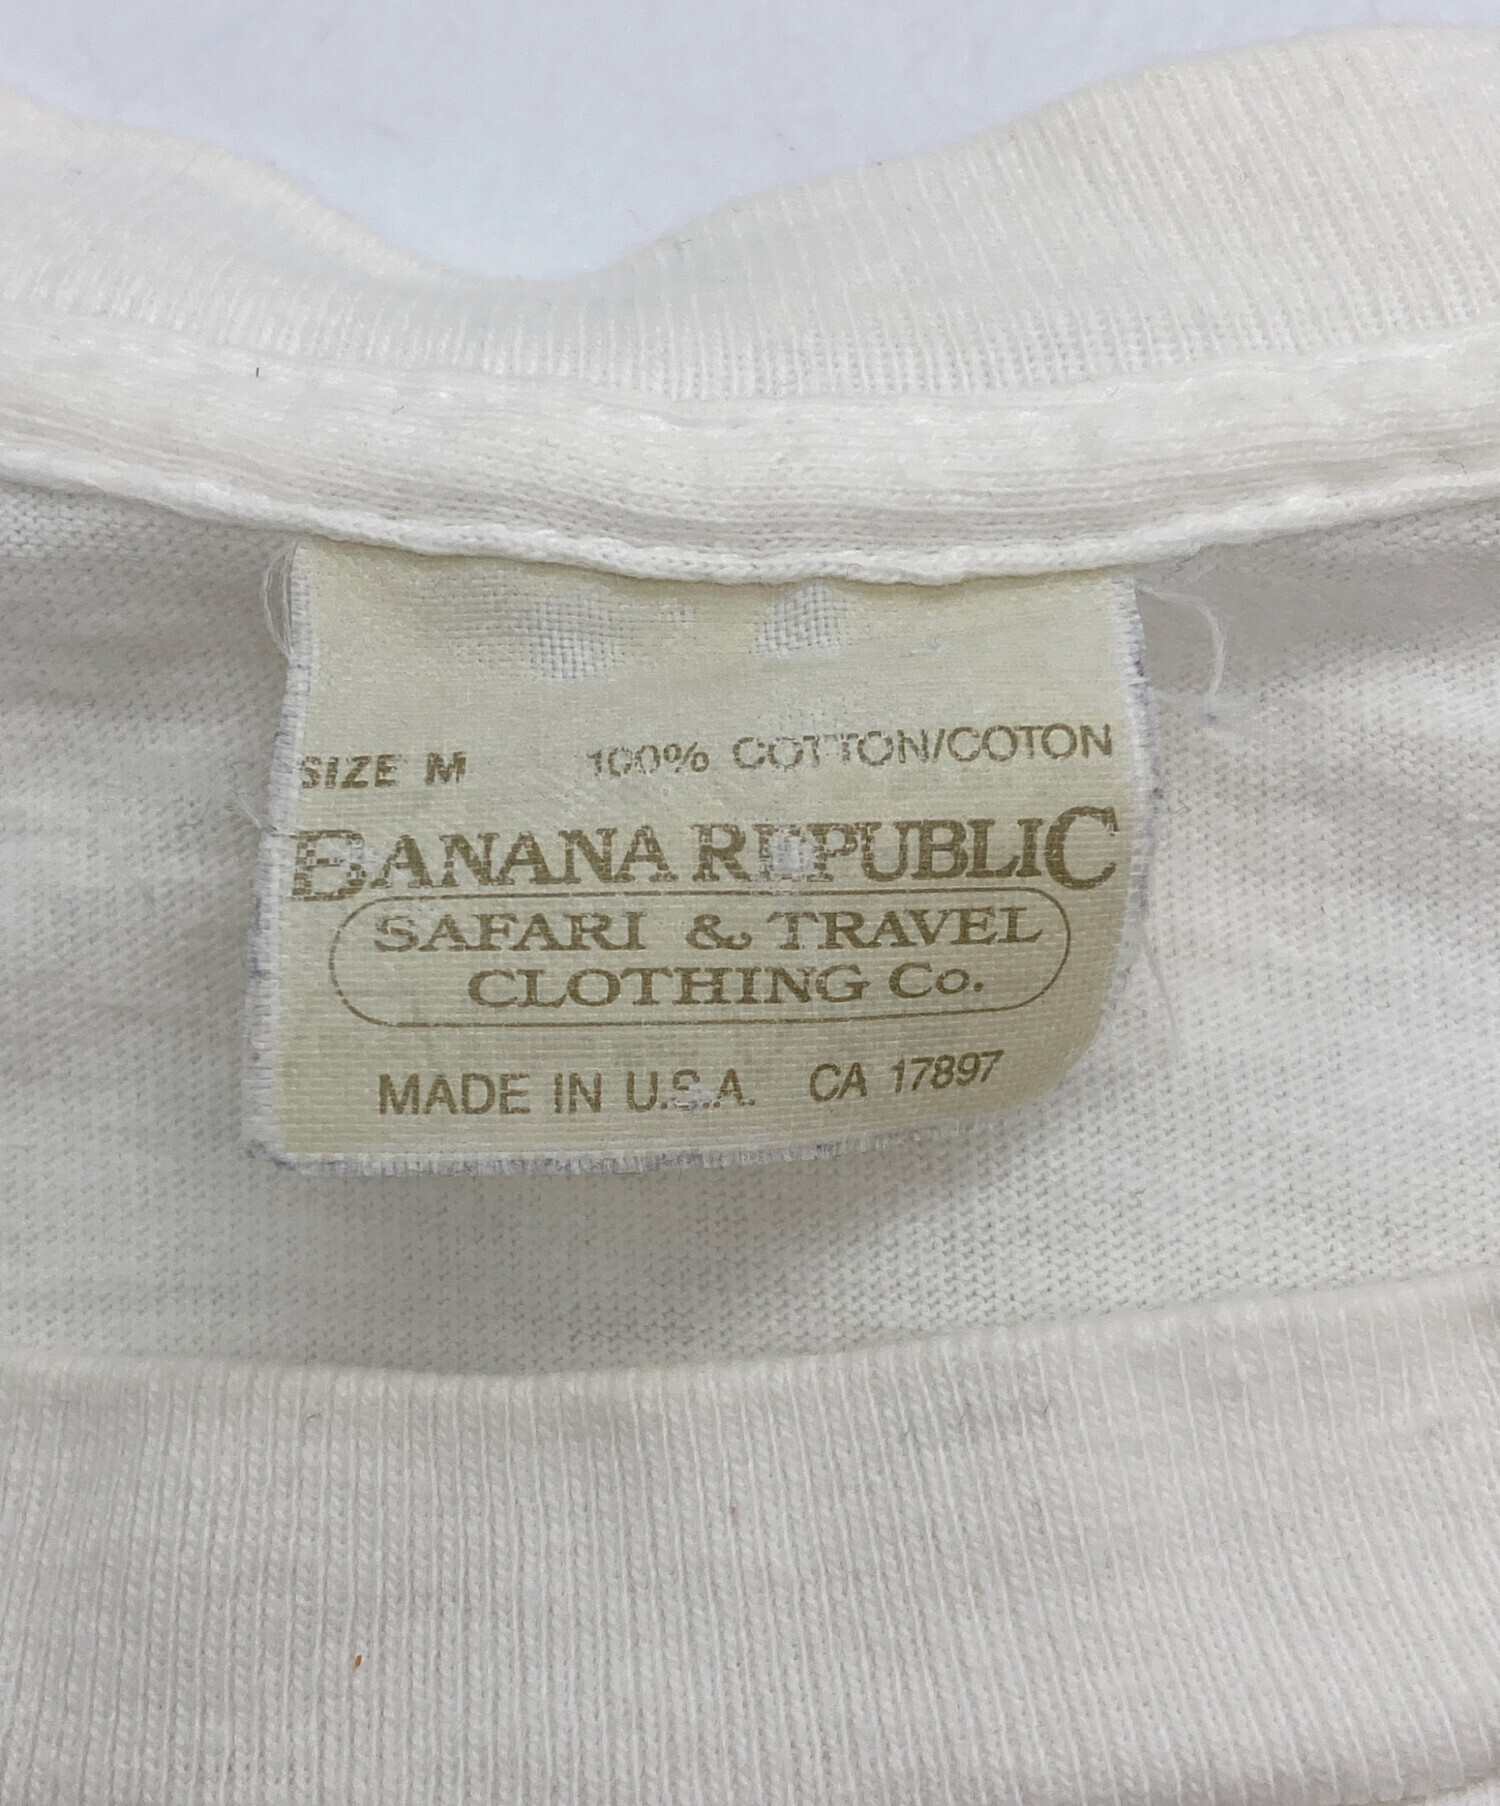 SIZE M 100% COTTON/COTON
BANANA REPUBLIC
SAFARI & TRAVEL
CLOTHING Co.
MADE IN U.S.A. CA 17897